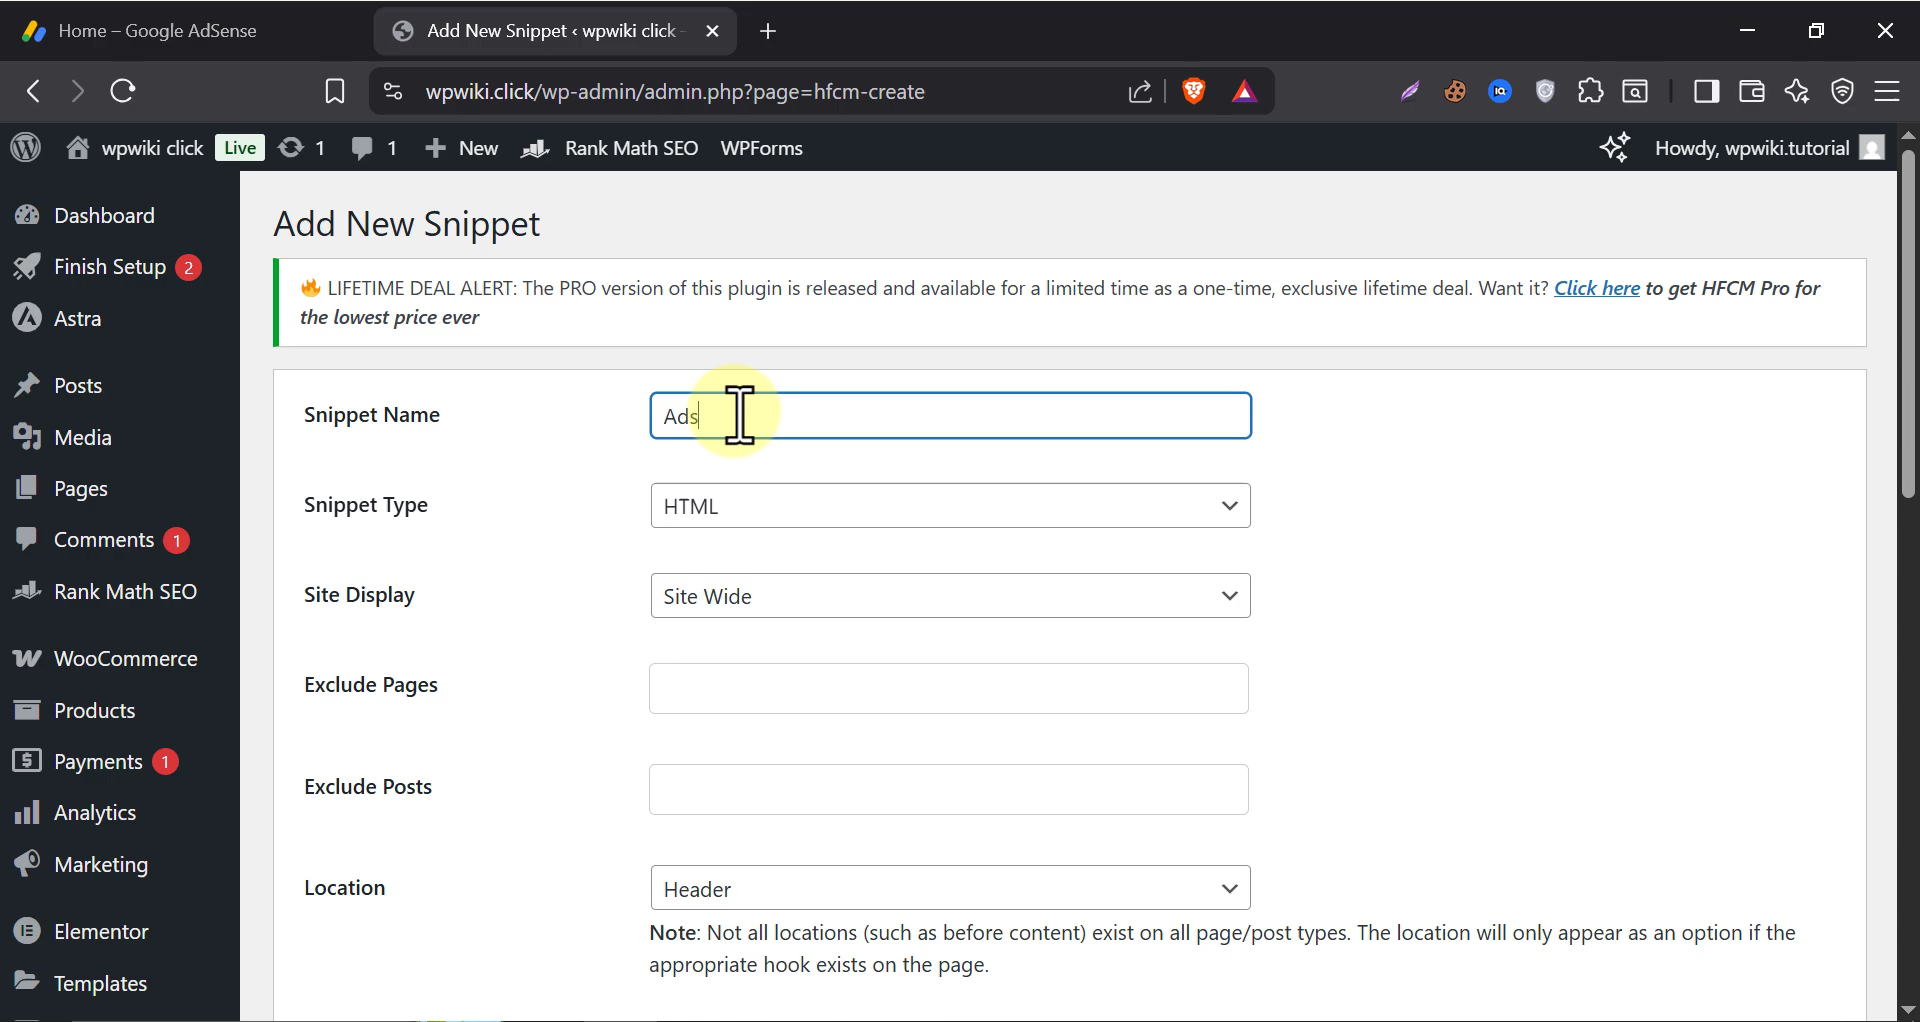 Home – Google AdSense
Add New Snippet ‹ wpwiki click
wpwiki.click/wp-admin/admin.php?page=hfcm-create
wpwiki click Live 1 1 New Rank Math SEO WPForms Howdy, wpwiki.tutorial
Dashboard
Finish Setup 2
Astra
Posts
Media
Pages
Comments 1
Rank Math SEO
WooCommerce
Products
Payments 1
Analytics
Marketing
Elementor
Templates
Add New Snippet
LIFETIME DEAL ALERT: The PRO version of this plugin is released and available for a limited time as a one-time, exclusive lifetime deal. Want it? Click here to get HFCM Pro for
the lowest price ever
Snippet Name Ads
Snippet Type HTML
Site Display Site Wide
Exclude Pages
Exclude Posts
Location Header
Note: Not all locations (such as before content) exist on all page/post types. The location will only appear as an option if the
appropriate hook exists on the page.